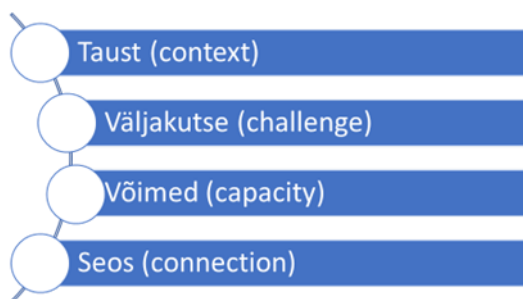 Taust (context)
Väljakutse (challenge)
Võimed (capacity)
Seos (connection)